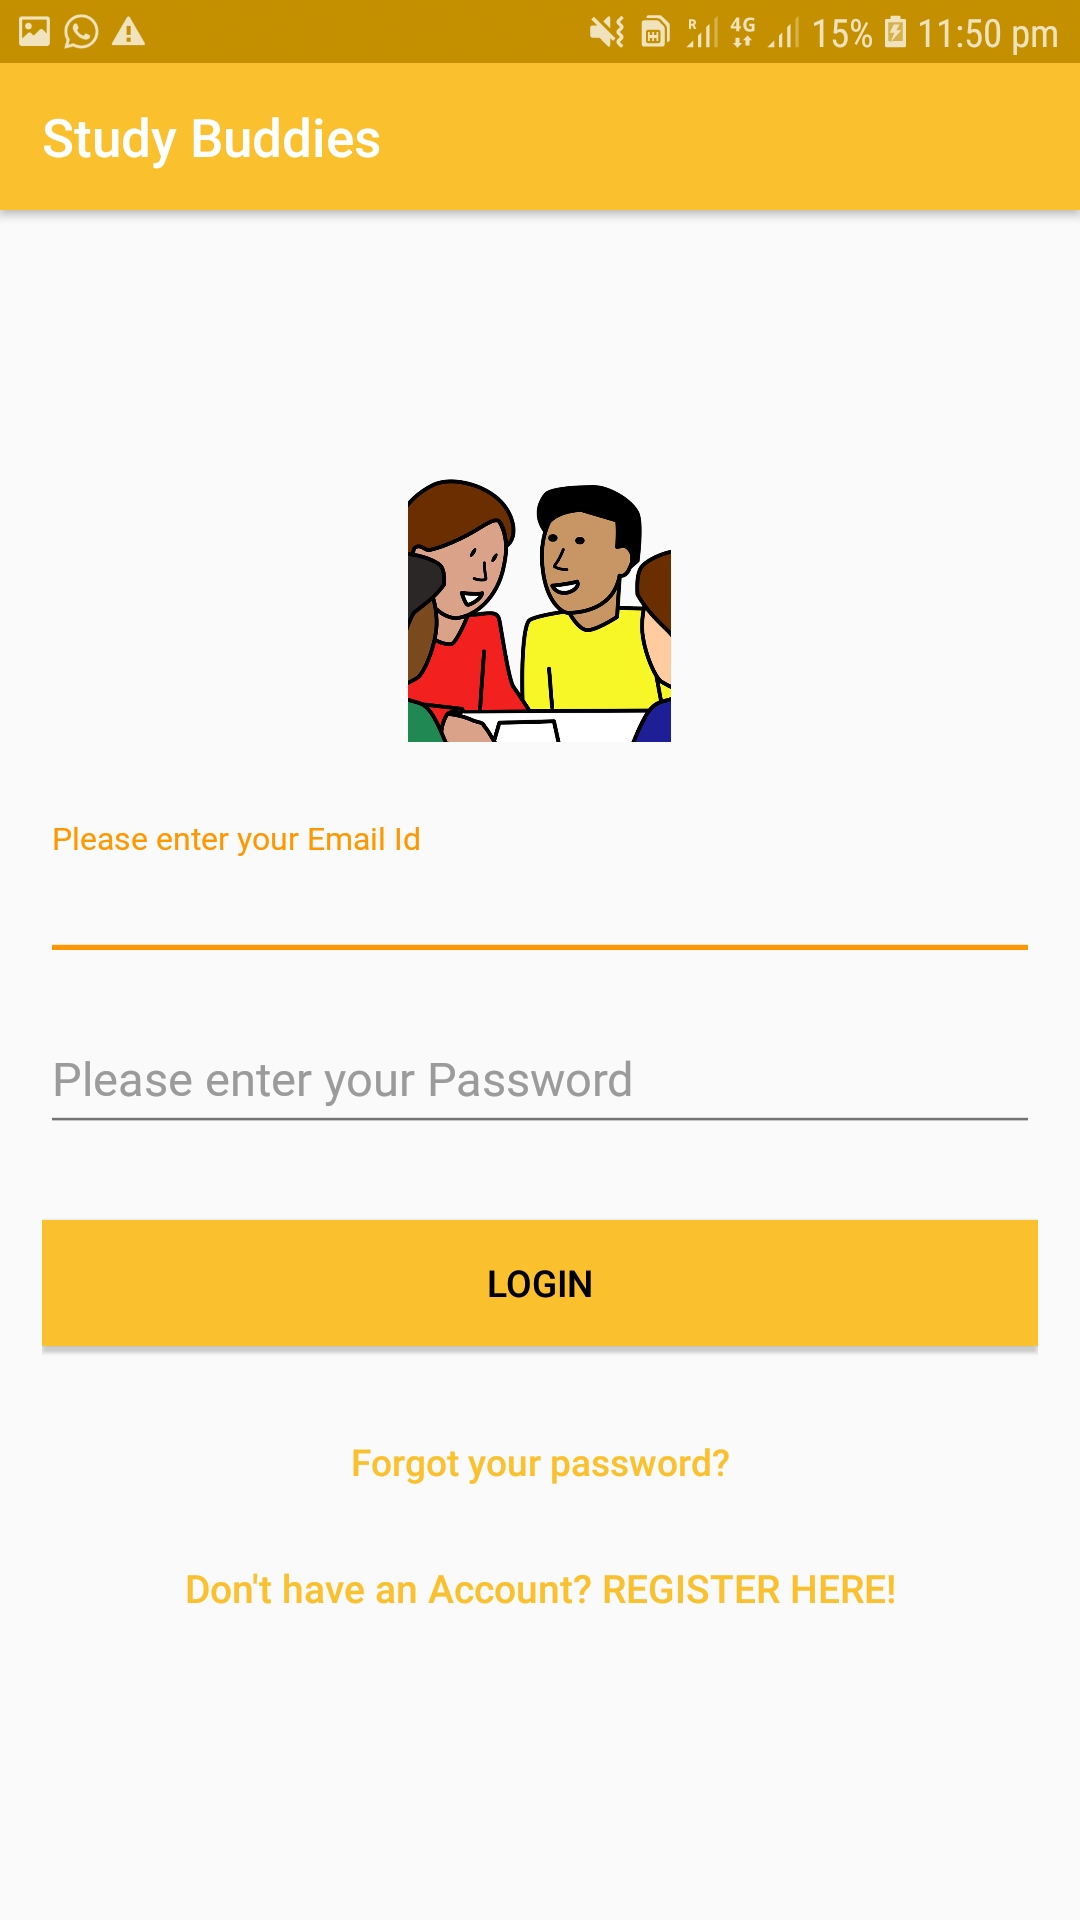 R 4G 15% 11:50 pm
Study Buddies
Please enter your Email Id
Please enter your Password
LOGIN
Forgot your password?
Don't have an Account? REGISTER HERE!